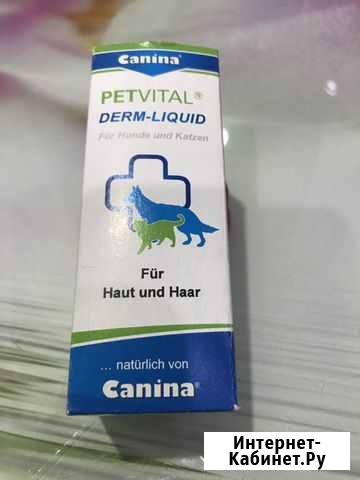 Canina®
PETVITAL®
DERM-LIQUID
Für Hunde und Katzen
Für
Haut und Haar
... natürlich von
Canina®
Интернет-
Кабинет.Ру